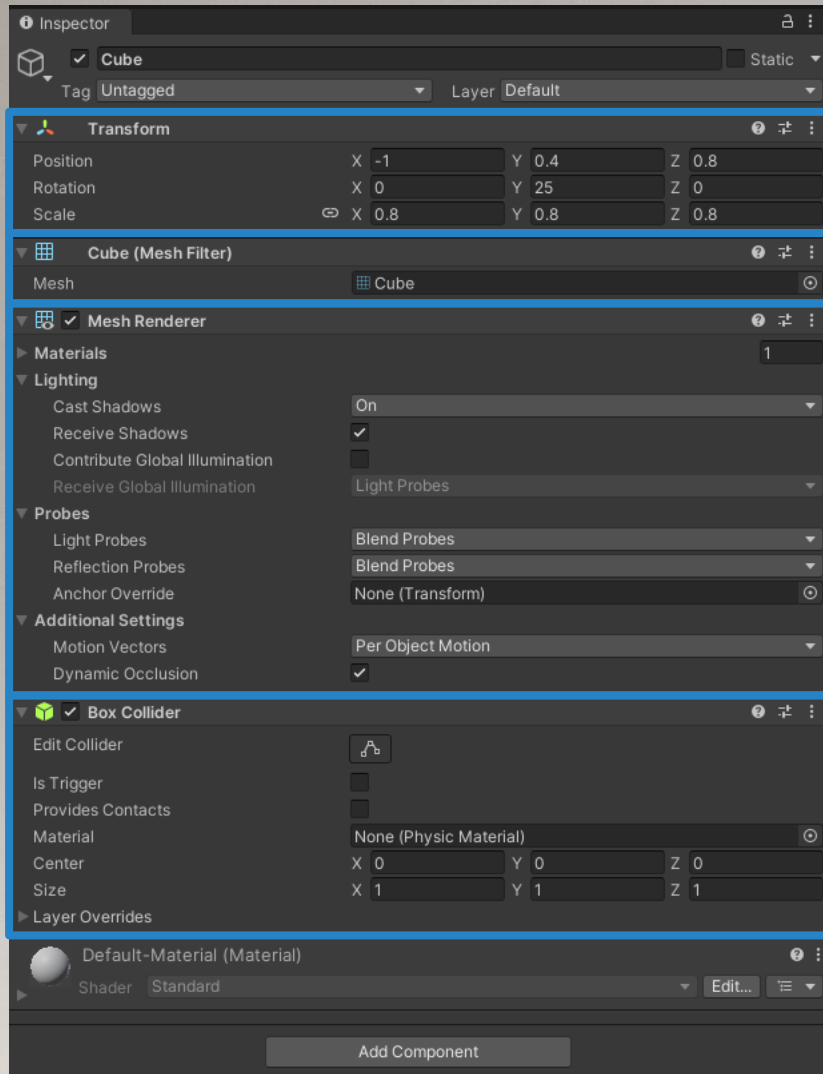 Inspector
Cube Static
Tag Untagged Layer Default
Transform
Position X -1 Y 0.4 Z 0.8
Rotation X 0 Y 25 Z 0
Scale X 0.8 Y 0.8 Z 0.8
Cube (Mesh Filter)
Mesh Cube
Mesh Renderer
Materials 1
Lighting
Cast Shadows On
Receive Shadows
Contribute Global Illumination
Receive Global Illumination Light Probes
Probes
Light Probes Blend Probes
Reflection Probes Blend Probes
Anchor Override None (Transform)
Additional Settings
Motion Vectors Per Object Motion
Dynamic Occlusion
Box Collider
Edit Collider
Is Trigger
Provides Contacts
Material None (Physic Material)
Center X 0 Y 0 Z 0
Size X 1 Y 1 Z 1
Layer Overrides
Default-Material (Material)
Shader Standard Edit...
Add Component